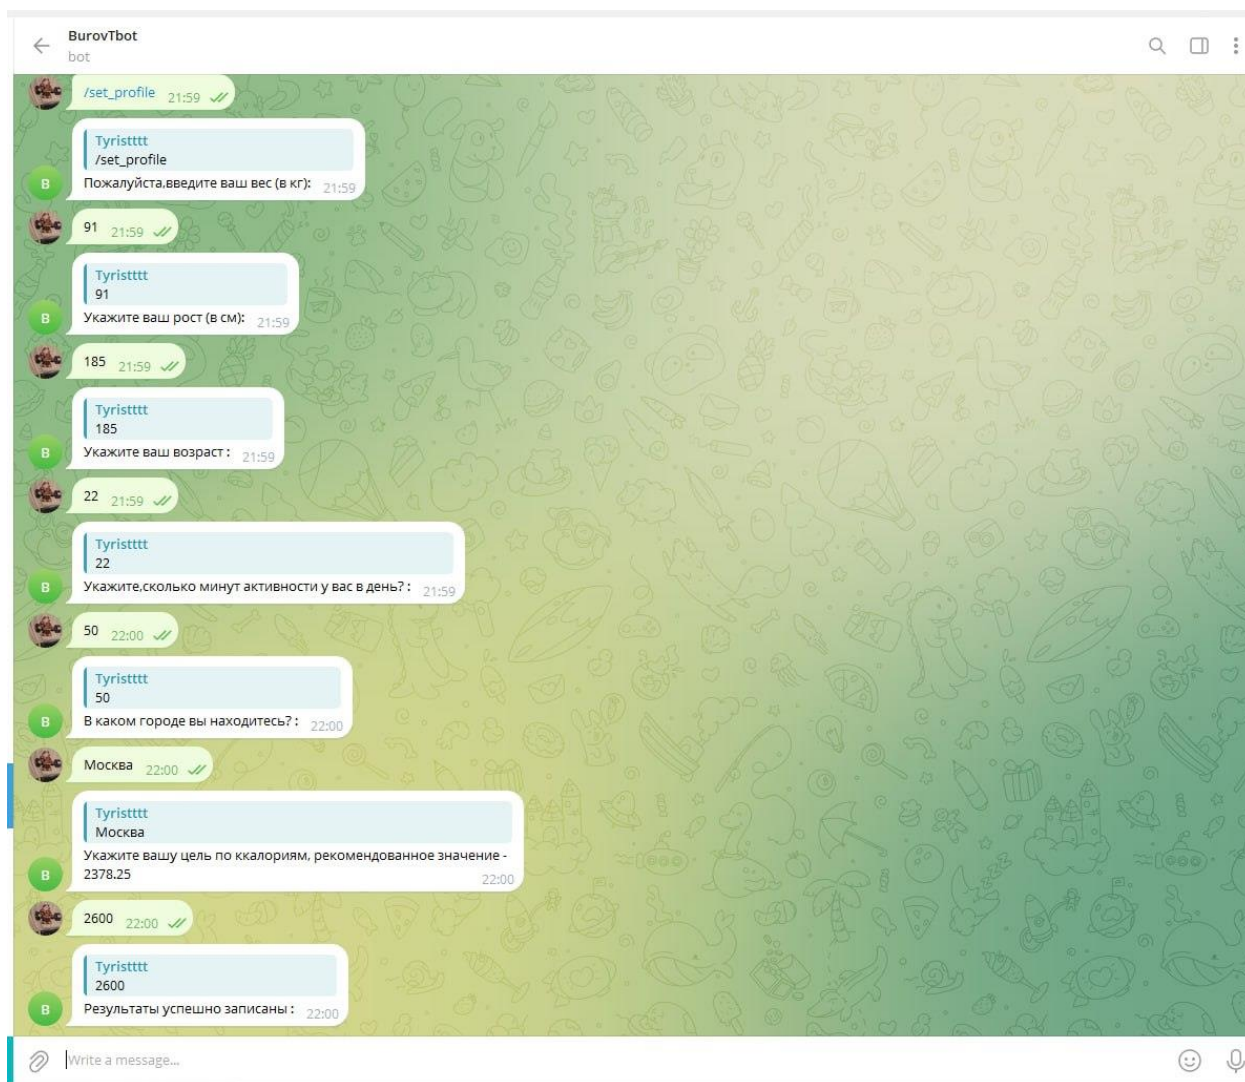 BurovTbot
bot
/set_profile 21:59
Tyristttt
/set_profile
Пожалуйста,введите ваш вес (в кг): 21:59
B
91 21:59
Tyristttt
91
Укажите ваш рост (в см): 21:59
B
185 21:59
Tyristttt
185
Укажите ваш возраст : 21:59
B
22 21:59
Tyristttt
22
Укажите,сколько минут активности у вас в день? : 21:59
B
50 22:00
Tyristttt
50
В каком городе вы находитесь? : 22:00
B
Москва 22:00
Tyristttt
Москва
Укажите вашу цель по ккалориям, рекомендованное значение -
2378.25 22:00
B
2600 22:00
Tyristttt
2600
Результаты успешно записаны : 22:00
B
Write a message...